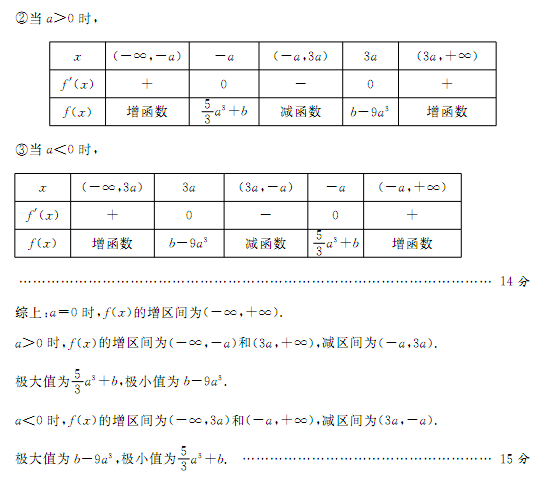 ②当a>0时,
x (-∞,-a) -a (-a,3a) 3a (3a,+∞)
f′(x) + 0 - 0 +
f(x) 增函数 5/3a³+b 减函数 b-9a³ 增函数
③当a<0时,
x (-∞,3a) 3a (3a,-a) -a (-a,+∞)
f′(x) + 0 - 0 +
f(x) 增函数 b-9a³ 减函数 5/3a³+b 增函数
………………………………………………………………………… 14 分
综上:a=0时,f(x)的增区间为(-∞,+∞).
a>0时,f(x)的增区间为(-∞,-a)和(3a,+∞),减区间为(-a,3a).
极大值为5/3a³+b,极小值为b-9a³.
a<0时,f(x)的增区间为(-∞,3a)和(-a,+∞),减区间为(3a,-a).
极大值为b-9a³,极小值为5/3a³+b. ………………………………………… 15 分